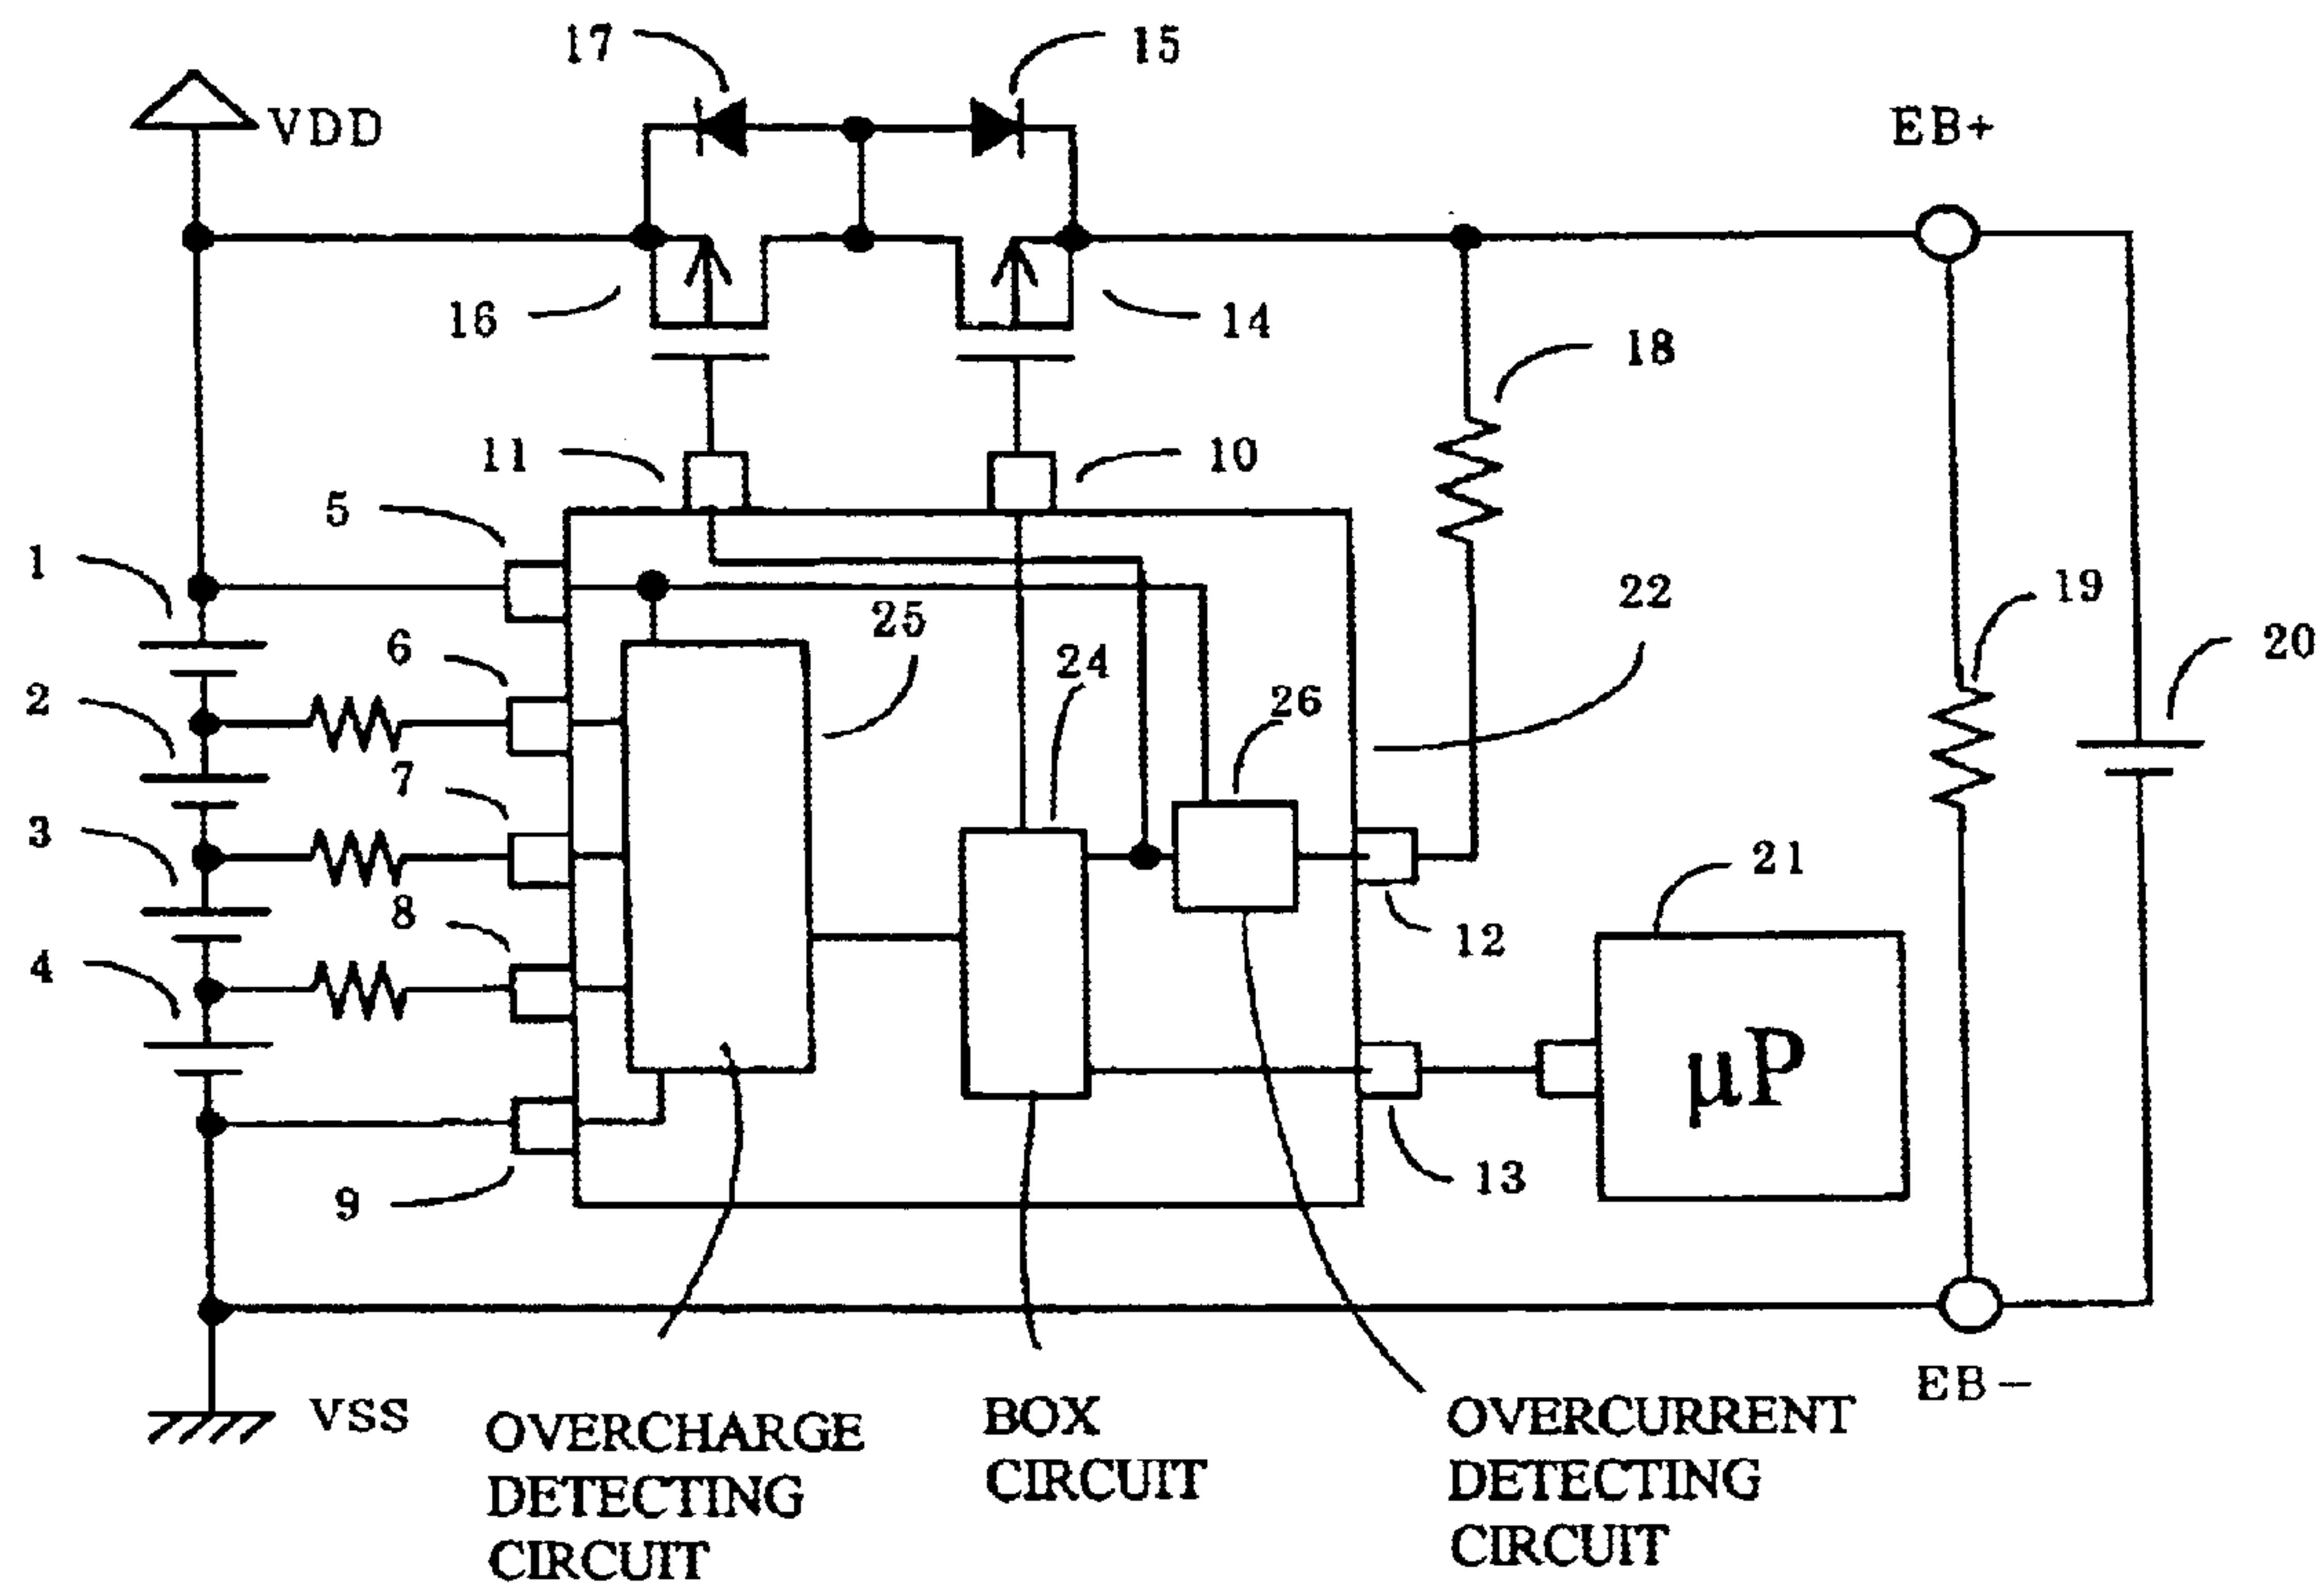 17
15
VDD
EB+
16
14
18
11
10
5
1
22
19
25
6
24
20
2
26
7
3
21
8
12
4
μP
13
9
EB-
VSS
OVERCHARGE
DETECTING
CIRCUIT
BOX
CIRCUIT
OVERCURRENT
DETECTING
CIRCUIT